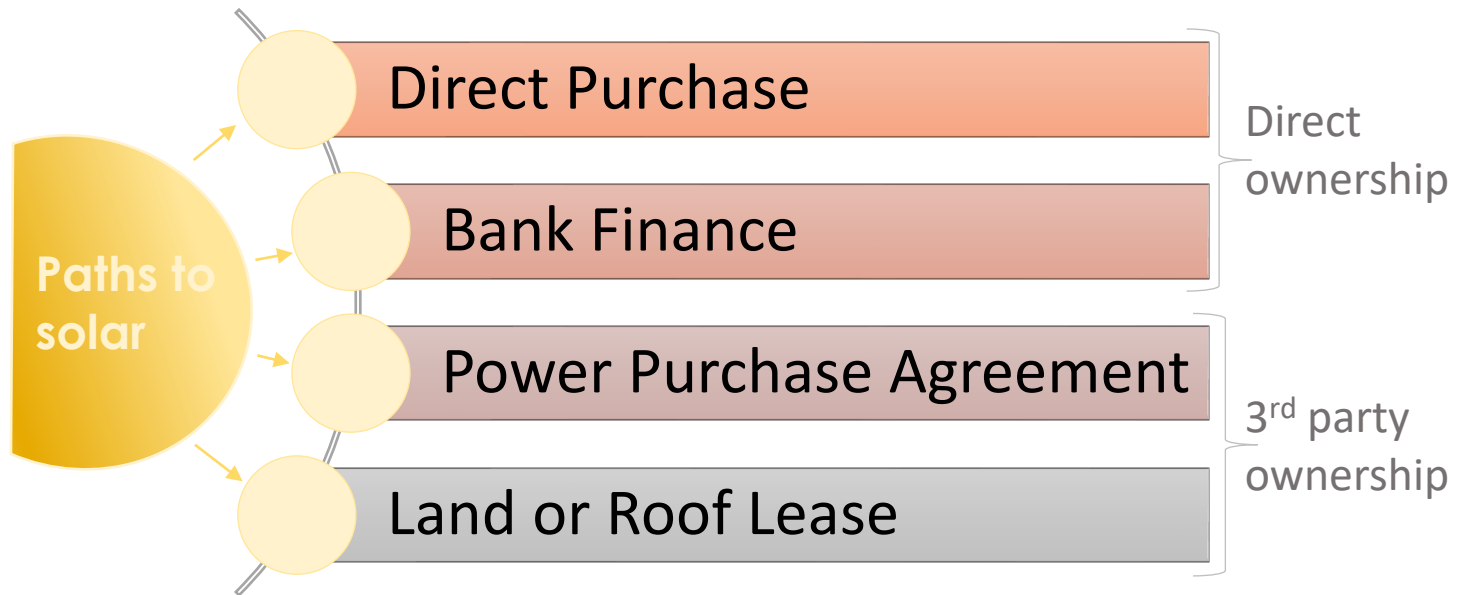 Paths to
solar
Direct Purchase
Bank Finance
Power Purchase Agreement
Land or Roof Lease
Direct
ownership
3rd party
ownership